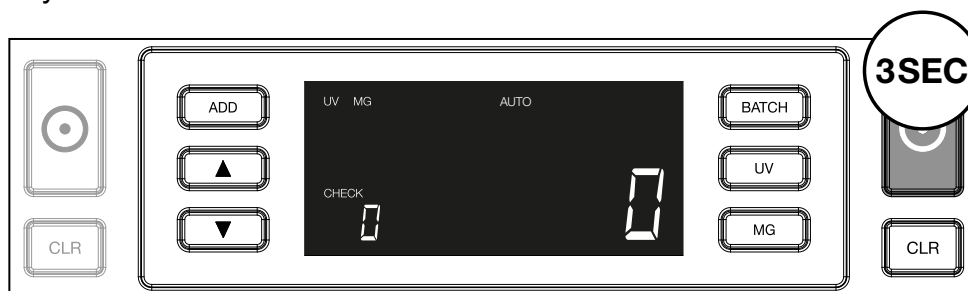 3SEC
ADD
UV MG AUTO
BATCH
▲
UV
CHECK
0
0
▼
MG
CLR
CLR